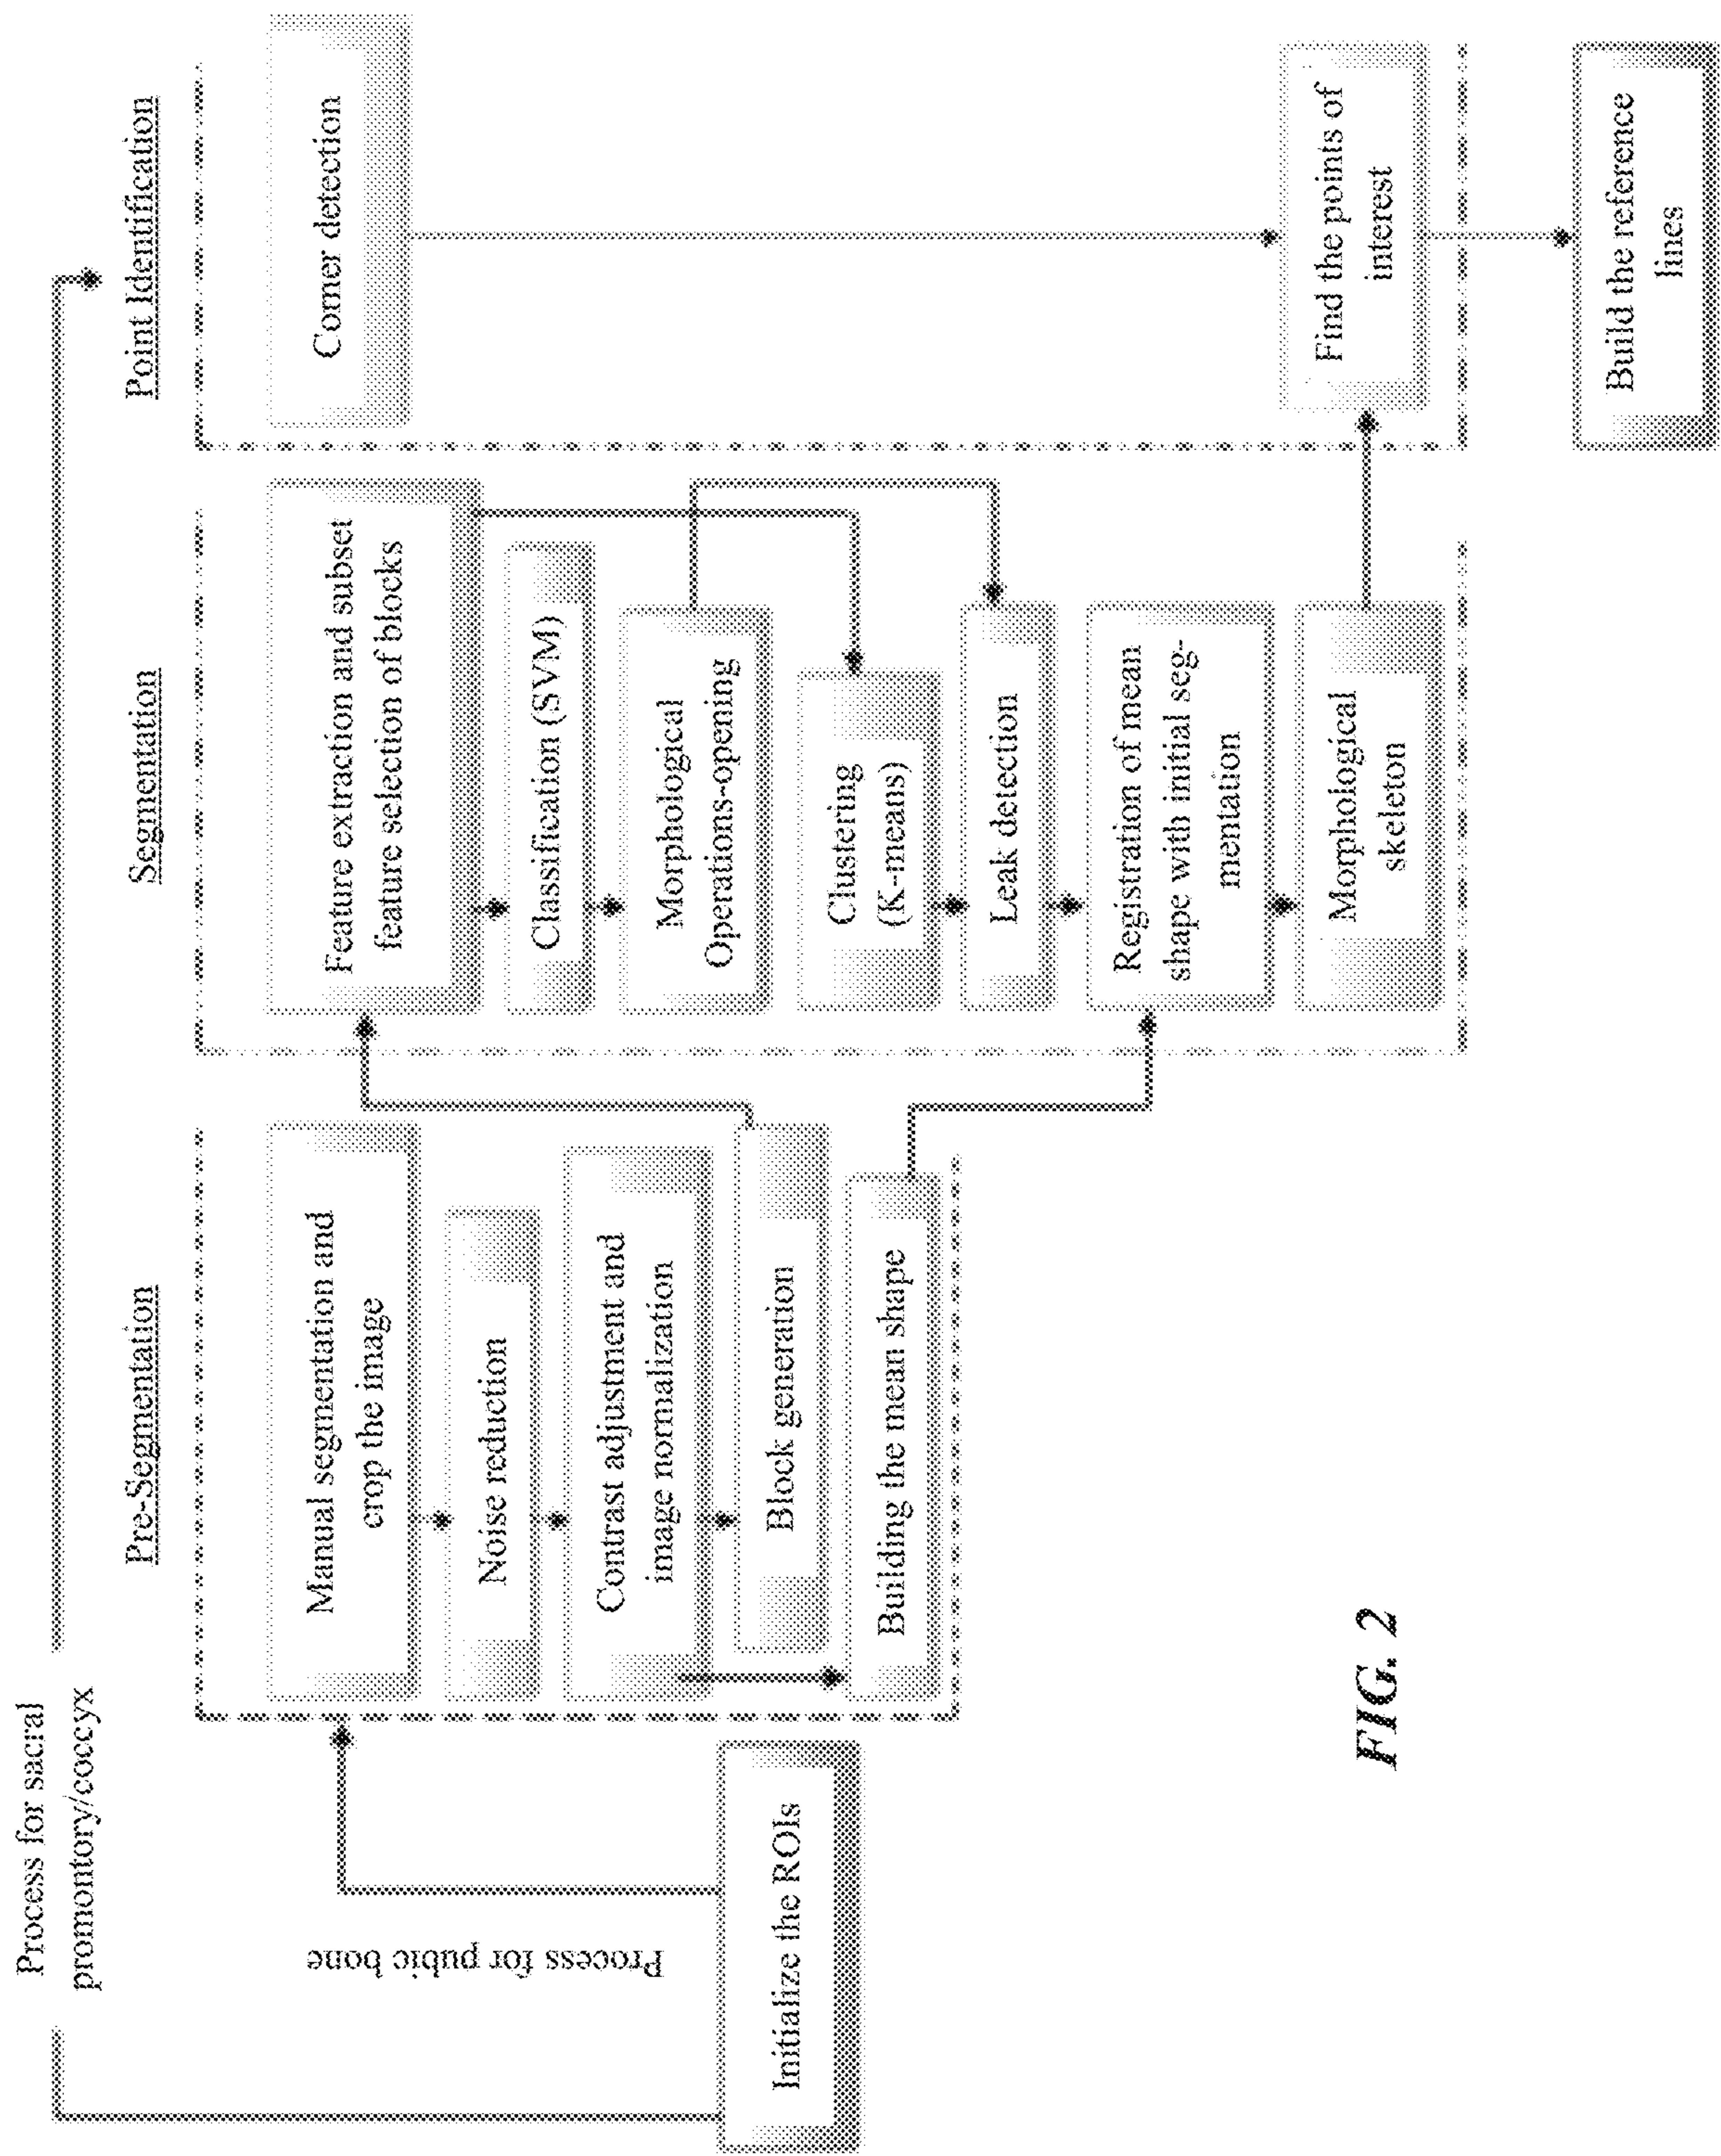 Process for sacral
promontory/coccyx
Process for pubic bone
Initialize the ROIs
Pre-Segmentation
Manual segmentation and
crop the image
Noise reduction
Contrast adjustment and
image normalization
Block generation
Building the mean shape
Segmentation
Feature extraction and subset
feature selection of blocks
Classification (SVM)
Morphological
Operations-opening
Clustering
(K-means)
Leak detection
Registration of mean
shape with initial seg-
mentation
Morphological
skeleton
Point Identification
Corner detection
Find the points of
interest
Build the reference
lines
FIG. 2